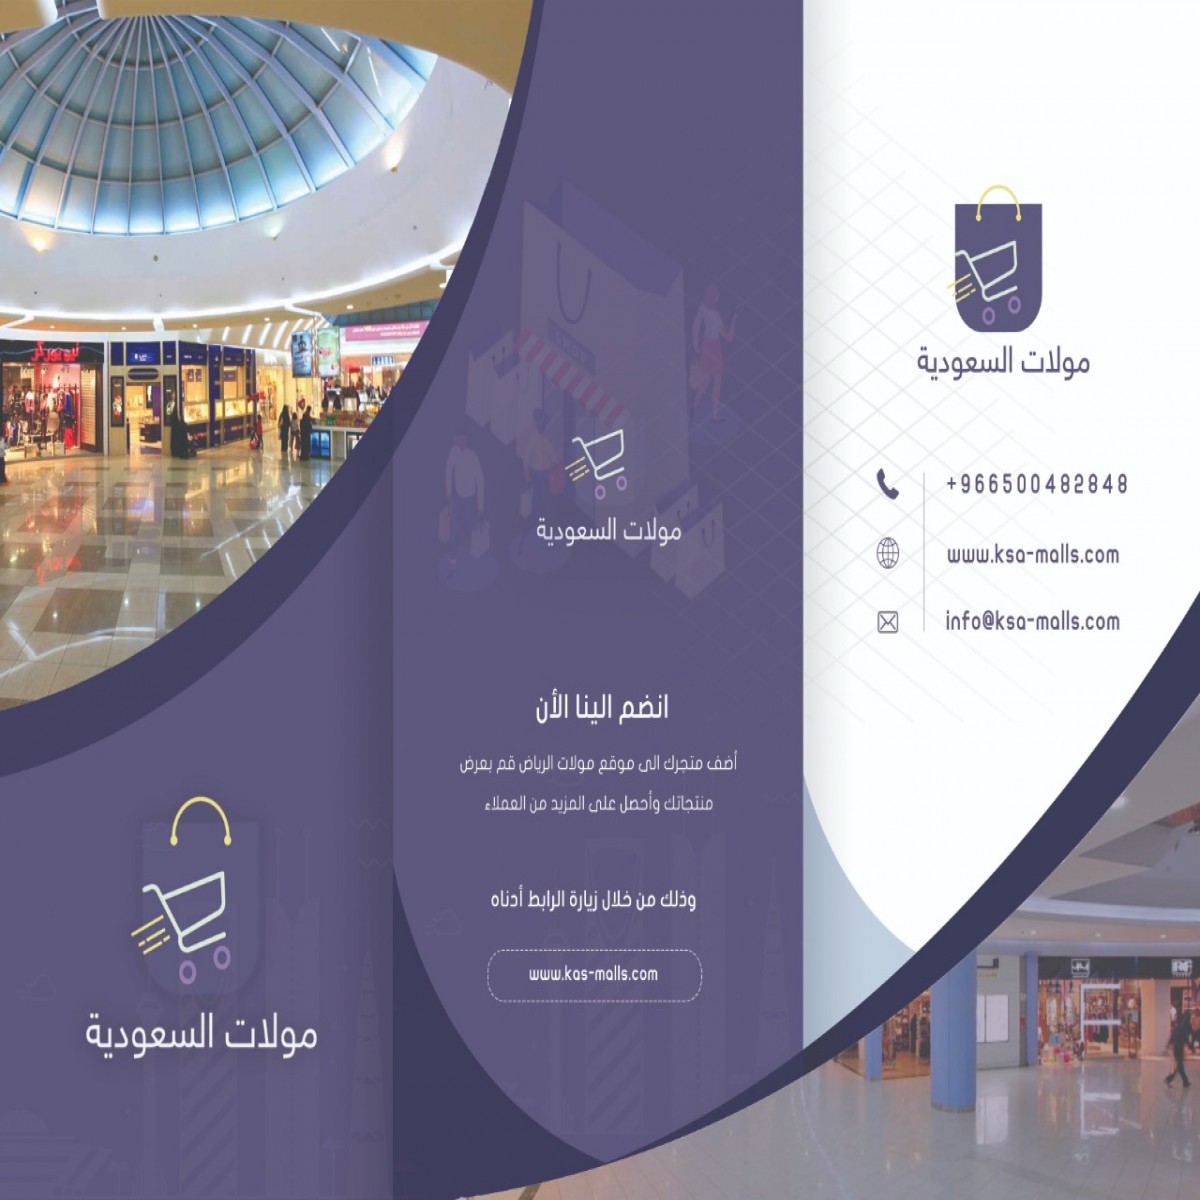 مولات السعودية
+966500482848
www.ksa-malls.com
info@ksa-malls.com
مولات السعودية
انضم الينا الأن
أضف متجرك الى موقع مولات الرياض قم بعرض
منتجاتك وأحصل على المزيد من العملاء
وذلك من خلال زيارة الرابط أدناه
www.kas-malls.com
مولات السعودية